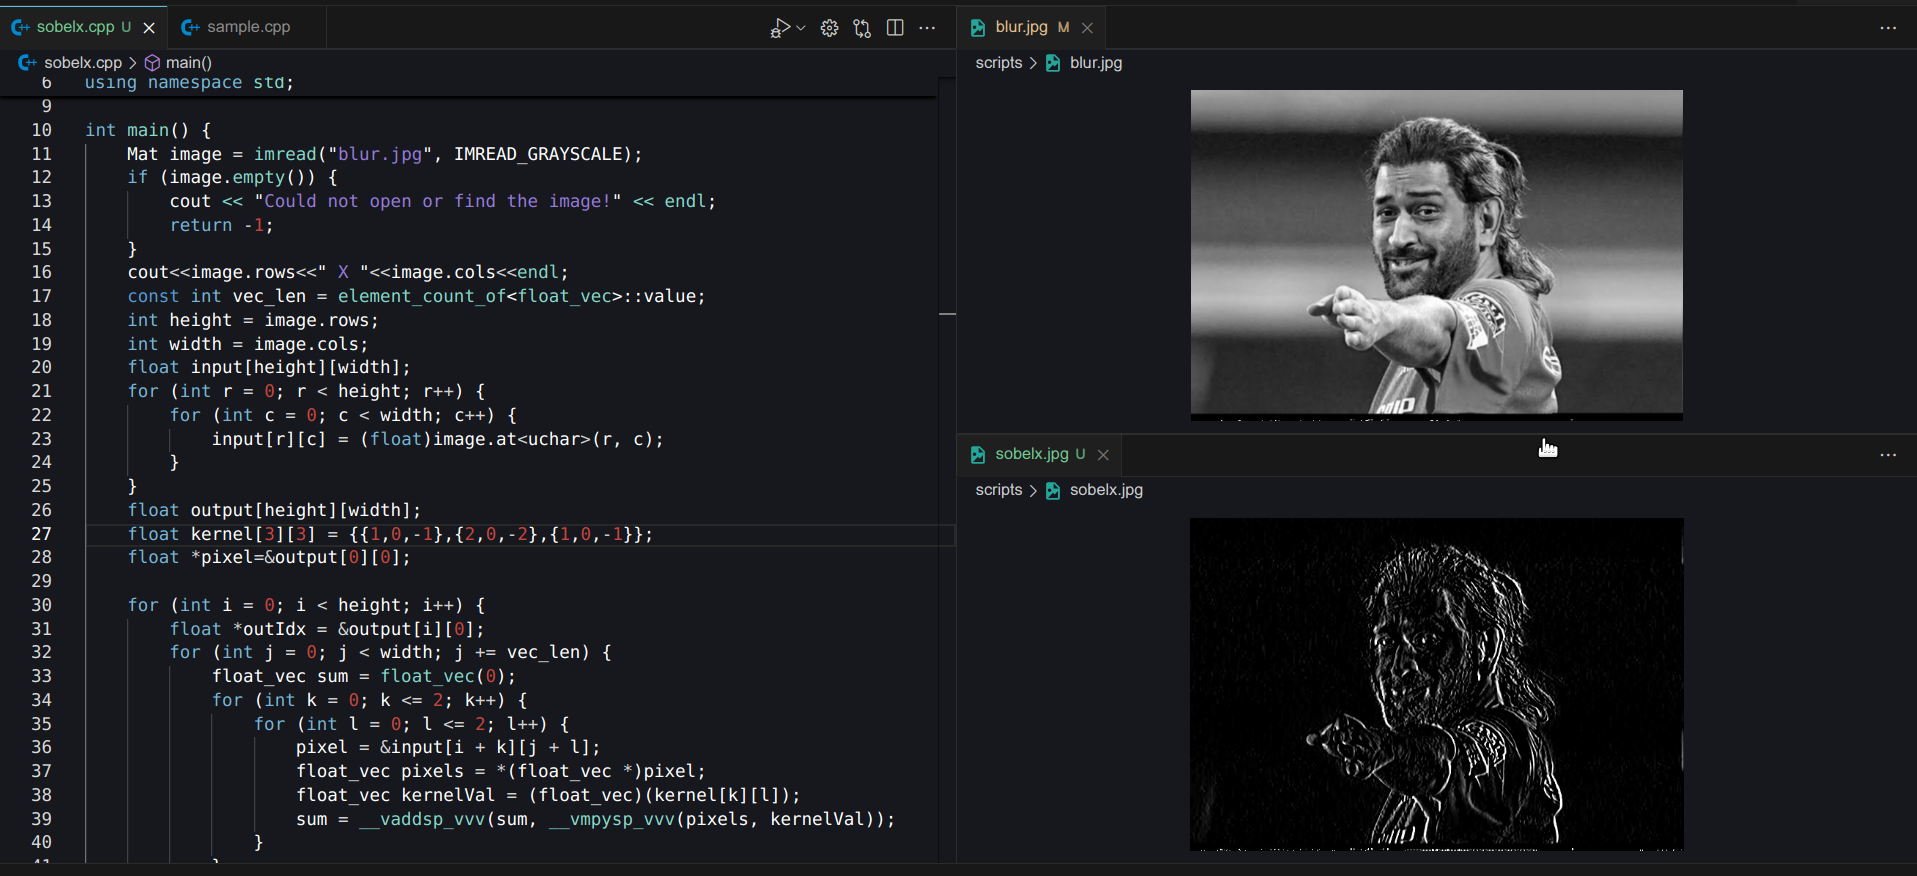 sobelx.cpp U
sample.cpp
sobelx.cpp > main()
6 using namespace std;
9
10 int main() {
11 Mat image = imread("blur.jpg", IMREAD_GRAYSCALE);
12 if (image.empty()) {
13 cout << "Could not open or find the image!" << endl;
14 return -1;
15 }
16 cout<<image.rows<<" X "<<image.cols<<endl;
17 const int vec_len = element_count_of<float_vec>::value;
18 int height = image.rows;
19 int width = image.cols;
20 float input[height][width];
21 for (int r = 0; r < height; r++) {
22 for (int c = 0; c < width; c++) {
23 input[r][c] = (float)image.at<uchar>(r, c);
24 }
25 }
26 float output[height][width];
27 float kernel[3][3] = {{1,0,-1},{2,0,-2},{1,0,-1}};
28 float *pixel=&output[0][0];
29
30 for (int i = 0; i < height; i++) {
31 float *outIdx = &output[i][0];
32 for (int j = 0; j < width; j += vec_len) {
33 float_vec sum = float_vec(0);
34 for (int k = 0; k <= 2; k++) {
35 for (int l = 0; l <= 2; l++) {
36 pixel = &input[i + k][j + l];
37 float_vec pixels = *(float_vec *)pixel;
38 float_vec kernelVal = (float_vec)(kernel[k][l]);
39 sum = __vaddsp_vvv(sum, __vmpysp_vvv(pixels, kernelVal));
40 }
41 }
blur.jpg M
scripts > blur.jpg
sobelx.jpg U
scripts > sobelx.jpg